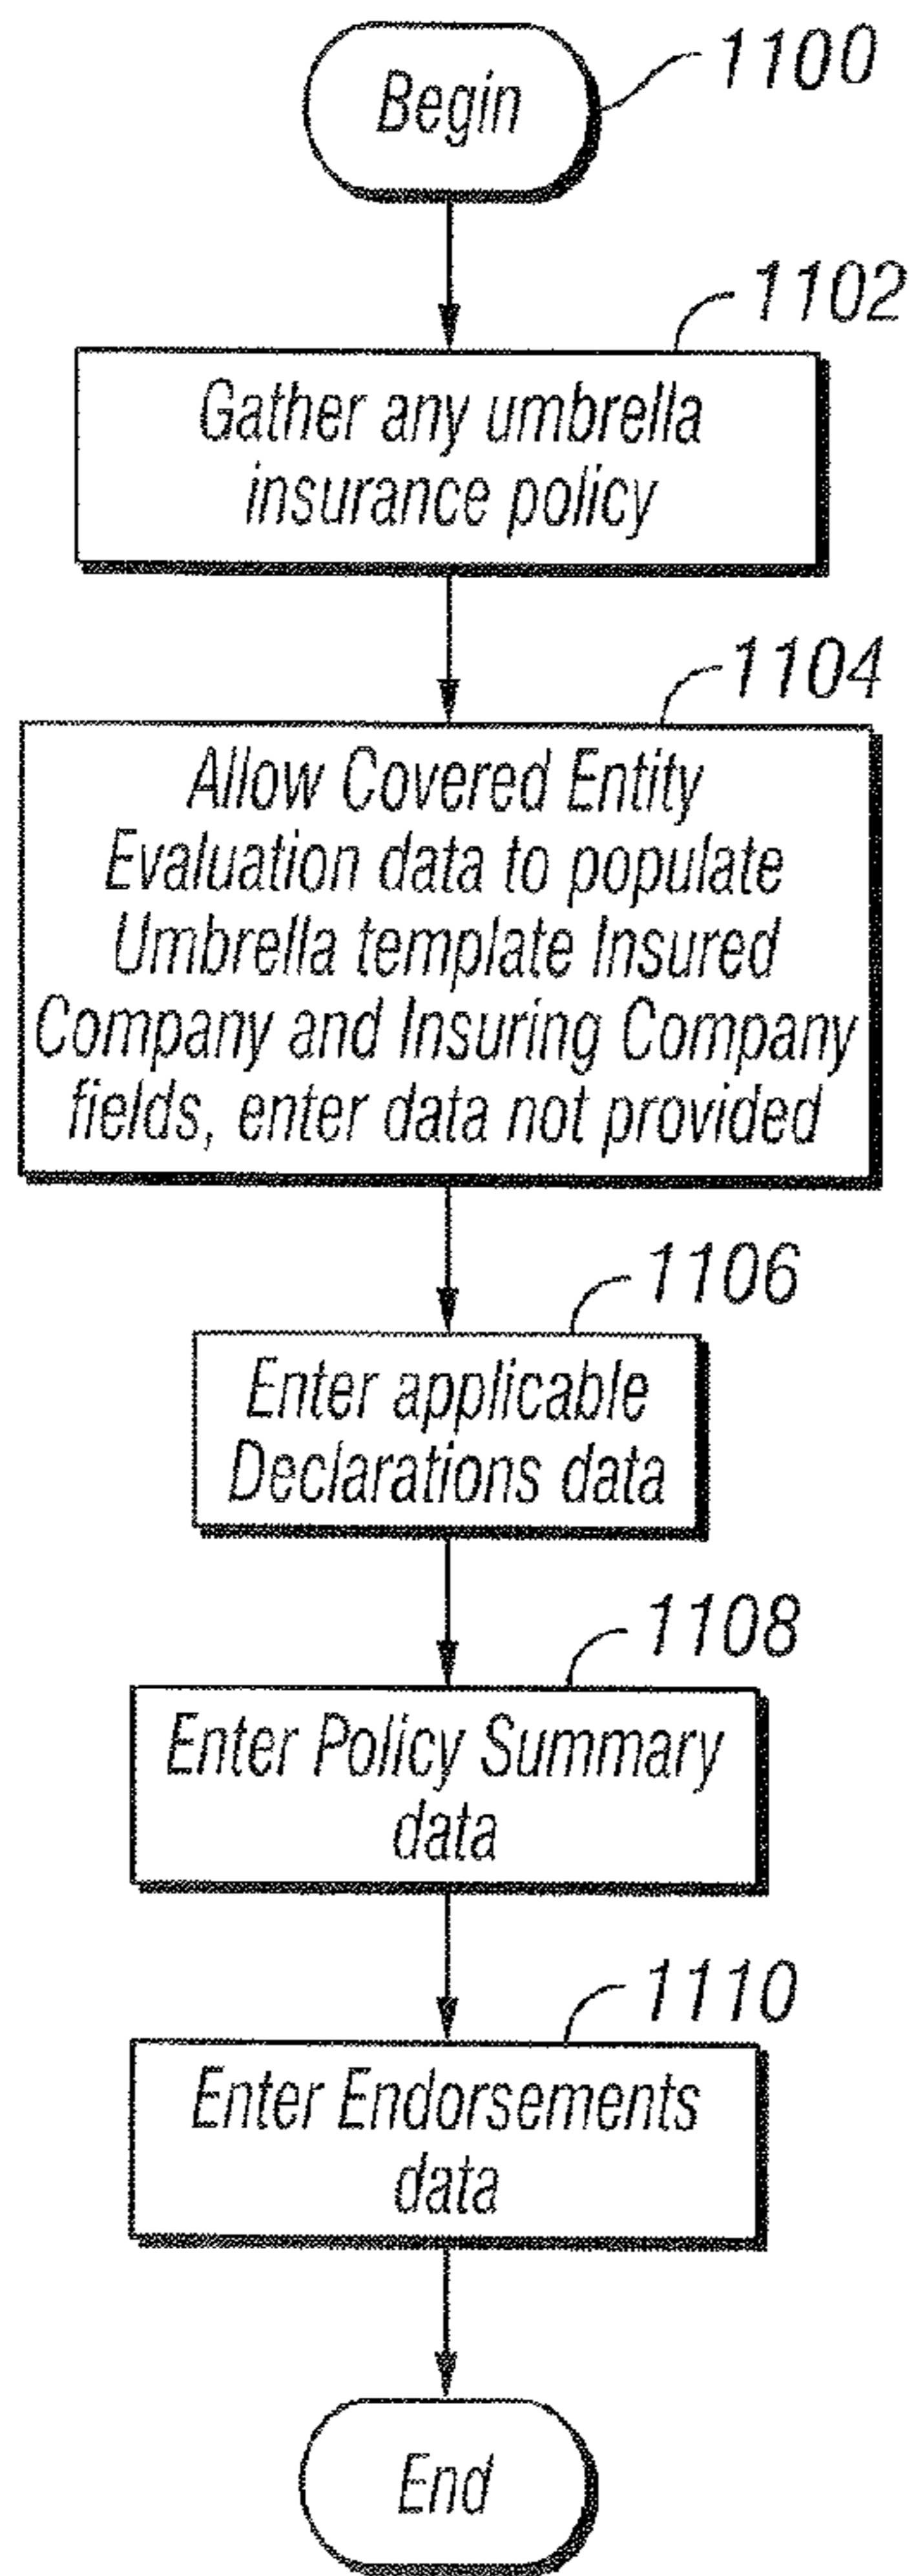 Begin
1100
1102
Gather any umbrella
insurance policy
1104
Allow Covered Entity
Evaluation data to populate
Umbrella template Insured
Company and Insuring Company
fields, enter data not provided
1106
Enter applicable
Declarations data
1108
Enter Policy Summary
data
1110
Enter Endorsements
data
End